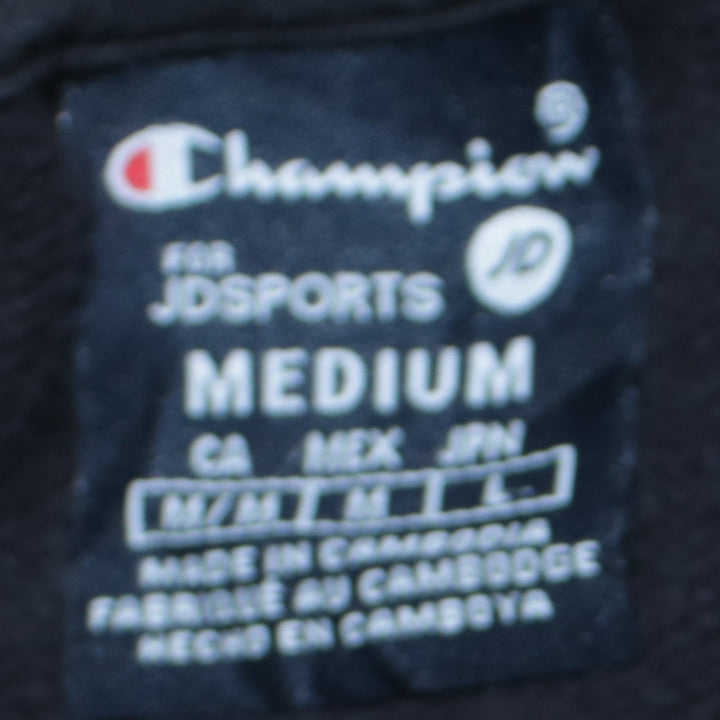 Champion
FOR
JDSPORTS
JD
MEDIUM
CA MEX JPN
M/M M L
MADE IN CAMBODIA
FABRIQUÉ AU CAMBODGE
HECHO EN CAMBOYA